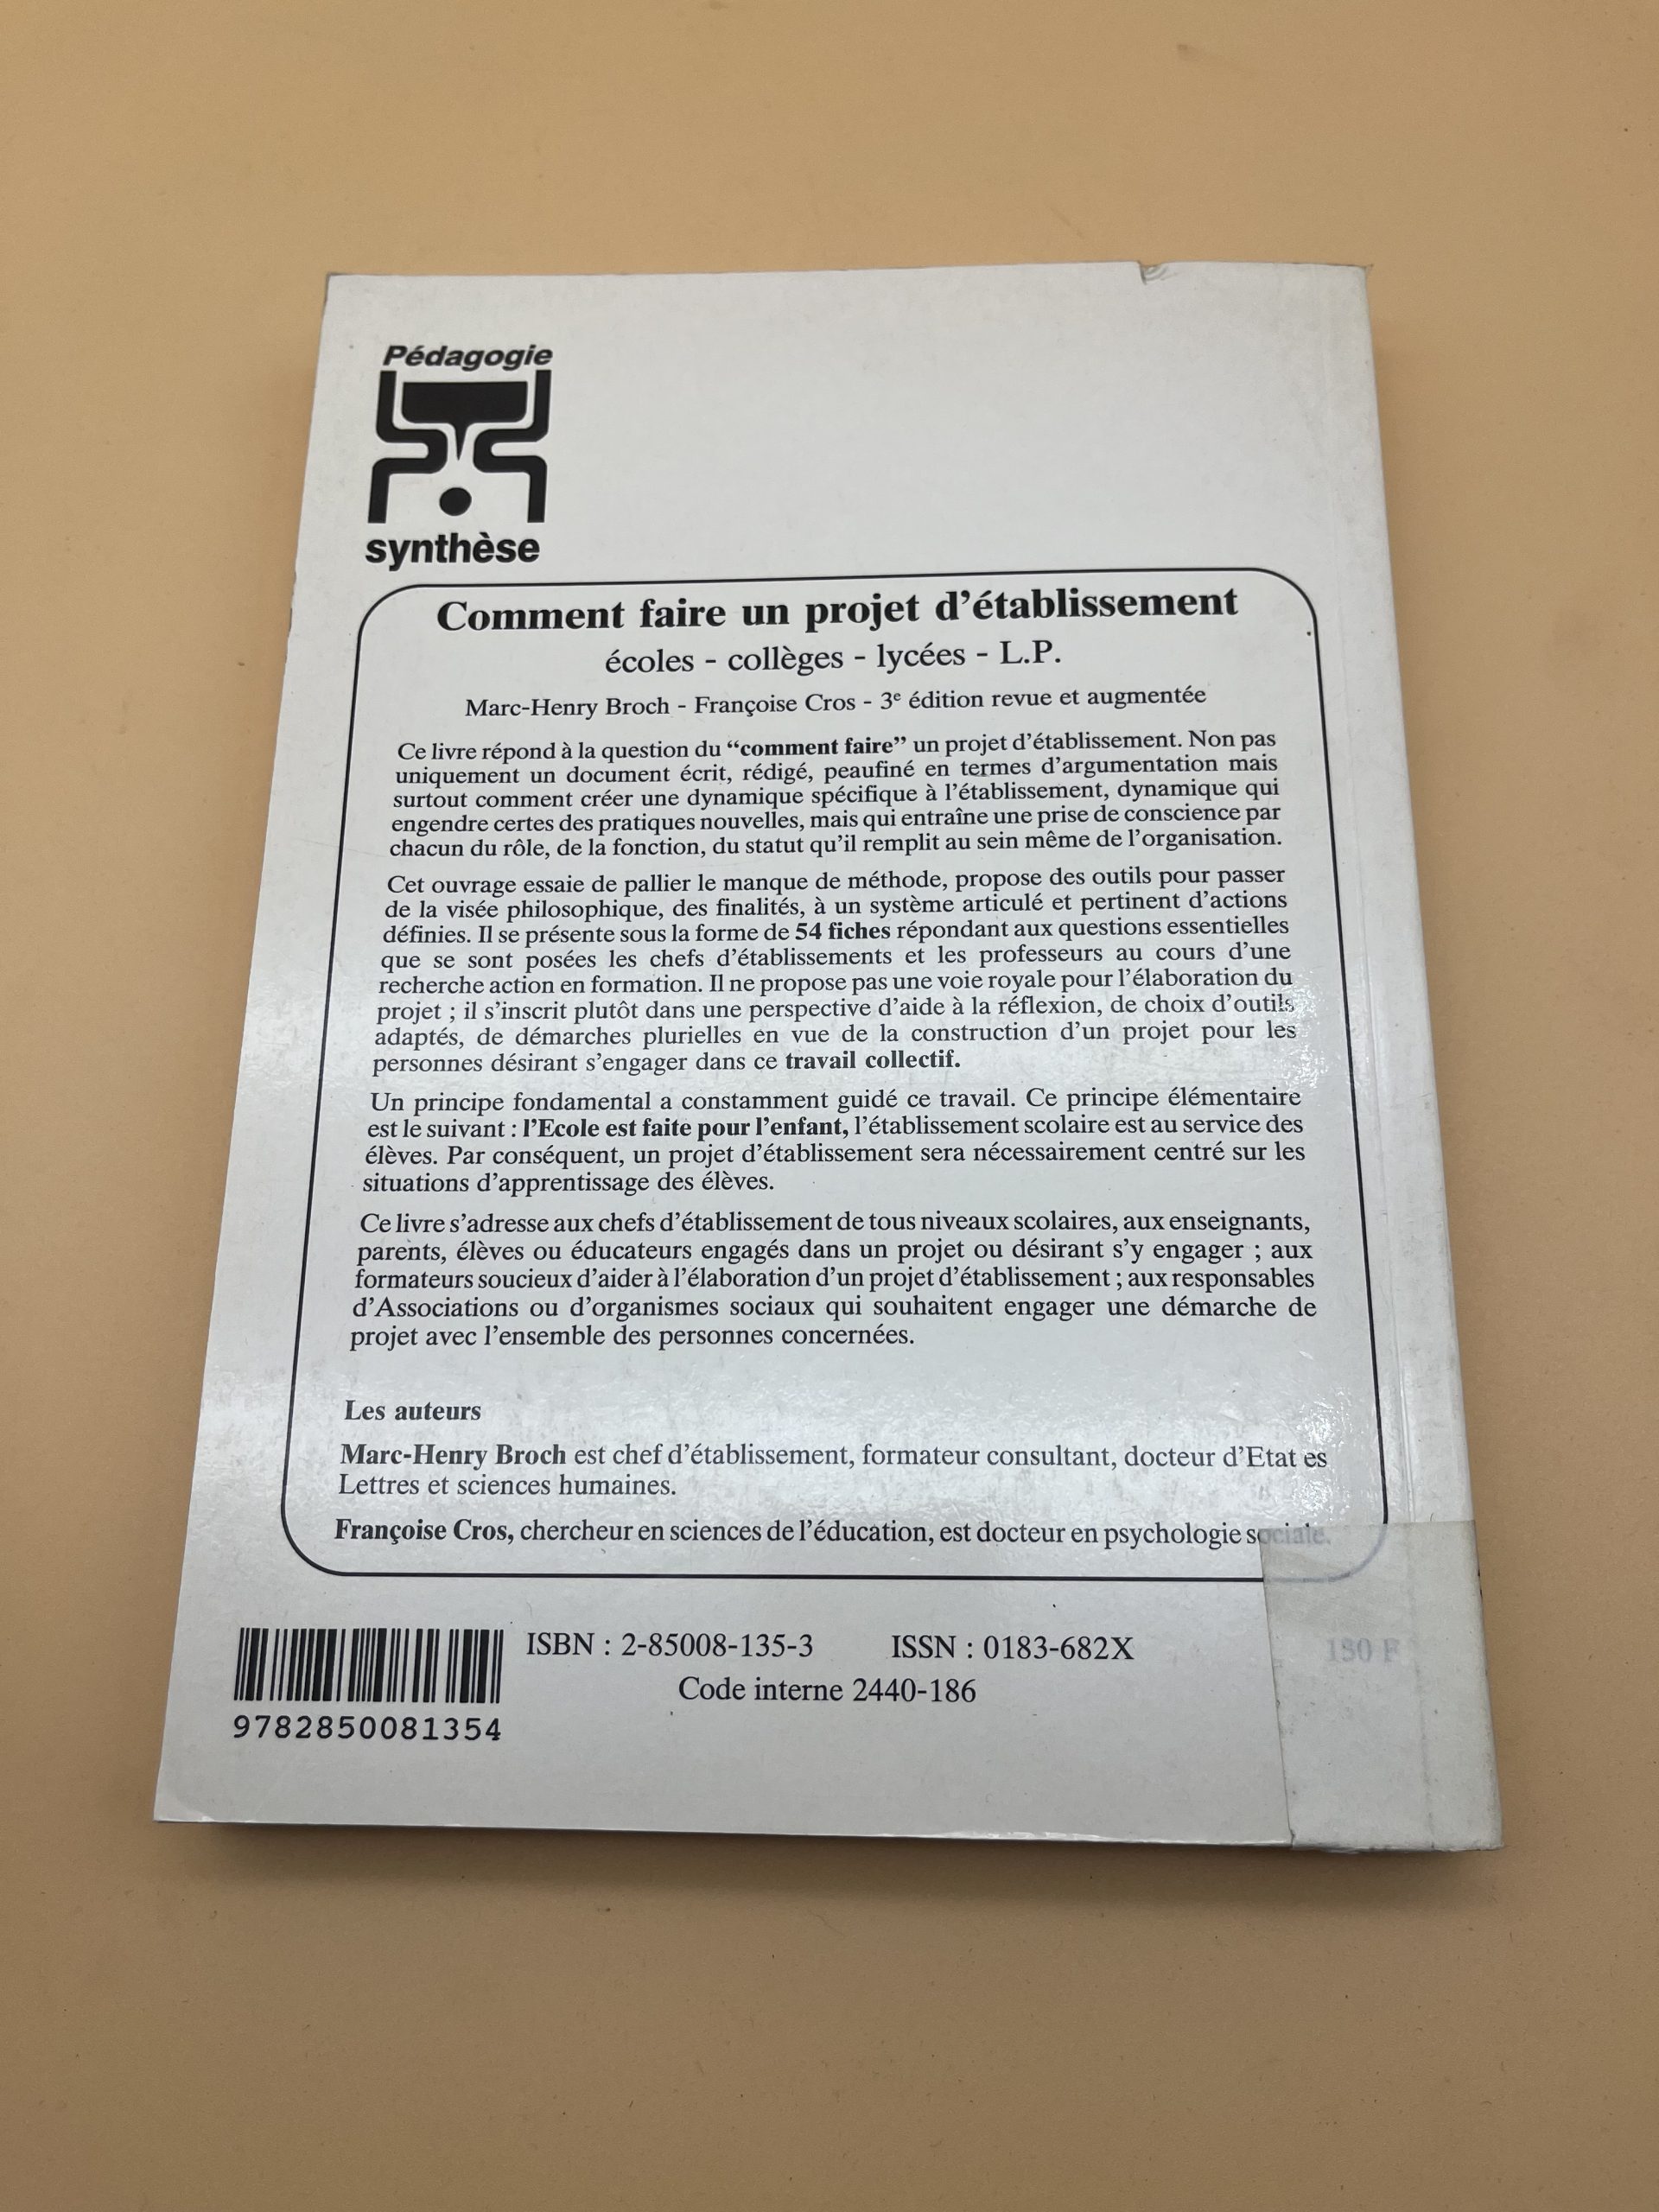 Pédagogie
synthèse
Comment faire un projet d'établissement
écoles - collèges - lycées - L.P.
Marc-Henry Broch - Françoise Cros - 3e édition revue et augmentée
Ce livre répond à la question du “comment faire” un projet d'établissement. Non pas
uniquement un document écrit, rédigé, peaufiné en termes d'argumentation mais
surtout comment créer une dynamique spécifique à l'établissement, dynamique qui
engendre certes des pratiques nouvelles, mais qui entraîne une prise de conscience par
chacun du rôle, de la fonction, du statut qu'il remplit au sein même de l'organisation.
Cet ouvrage essaie de pallier le manque de méthode, propose des outils pour passer
de la visée philosophique, des finalités, à un système articulé et pertinent d'actions
définies. Il se présente sous la forme de 54 fiches répondant aux questions essentielles
que se sont posées les chefs d'établissements et les professeurs au cours d'une
recherche action en formation. Il ne propose pas une voie royale pour l'élaboration du
projet ; il s'inscrit plutôt dans une perspective d'aide à la réflexion, de choix d'outils
adaptés, de démarches plurielles en vue de la construction d'un projet pour les
personnes désirant s'engager dans ce travail collectif.
Un principe fondamental a constamment guidé ce travail. Ce principe élémentaire
est le suivant : l'Ecole est faite pour l'enfant, l'établissement scolaire est au service des
élèves. Par conséquent, un projet d'établissement sera nécessairement centré sur les
situations d'apprentissage des élèves.
Ce livre s'adresse aux chefs d'établissement de tous niveaux scolaires, aux enseignants,
parents, élèves ou éducateurs engagés dans un projet ou désirant s'y engager ; aux
formateurs soucieux d'aider à l'élaboration d'un projet d'établissement ; aux responsables
d'Associations ou d'organismes sociaux qui souhaitent engager une démarche de
projet avec l'ensemble des personnes concernées.
Les auteurs
Marc-Henry Broch est chef d'établissement, formateur consultant, docteur d'Etat es
Lettres et sciences humaines.
Françoise Cros, chercheur en sciences de l'éducation, est docteur en psychologie sociale.
ISBN : 2-85008-135-3 ISSN : 0183-682X
Code interne 2440-186
9782850081354